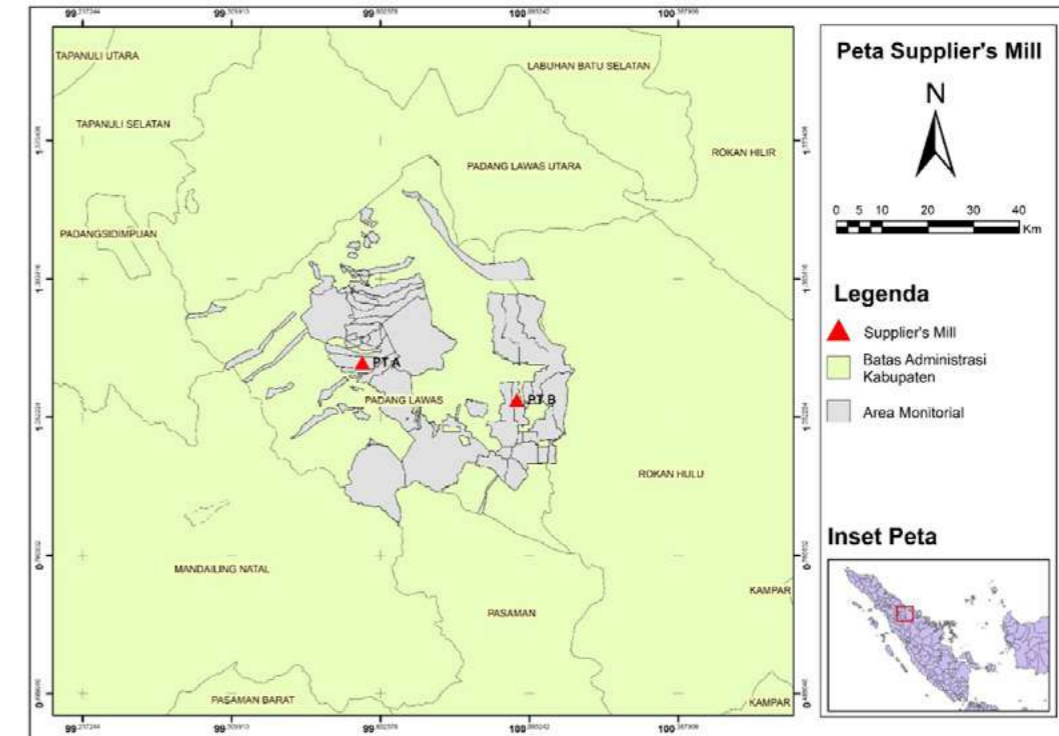 TAPANULI UTARA
LABUHAN BATU SELATAN
TAPANULI SELATAN
ROKAN HILIR
PADANG LAWAS UTARA
PADANGSIDIMPUAN
PT A
PADANG LAWAS
PT B
ROKAN HULU
MANDAILING NATAL
KAMPAR
PASAMAN
PASAMAN BARAT
KAMPAR
Peta Supplier's Mill
N
0 5 10 20 30 40
Km
Legenda
Supplier's Mill
Batas Administrasi
Kabupaten
Area Monitorial
Inset Peta